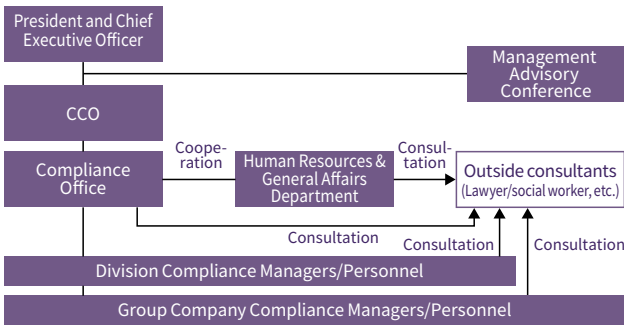 President and Chief
Executive Officer
Management
Advisory
Conference
CCO
Coope-
ration
Consul-
tation
Compliance
Office
Human Resources &
General Affairs
Department
Outside consultants
(Lawyer/social worker, etc.)
Consultation
Consultation
Consultation
Division Compliance Managers/Personnel
Group Company Compliance Managers/Personnel